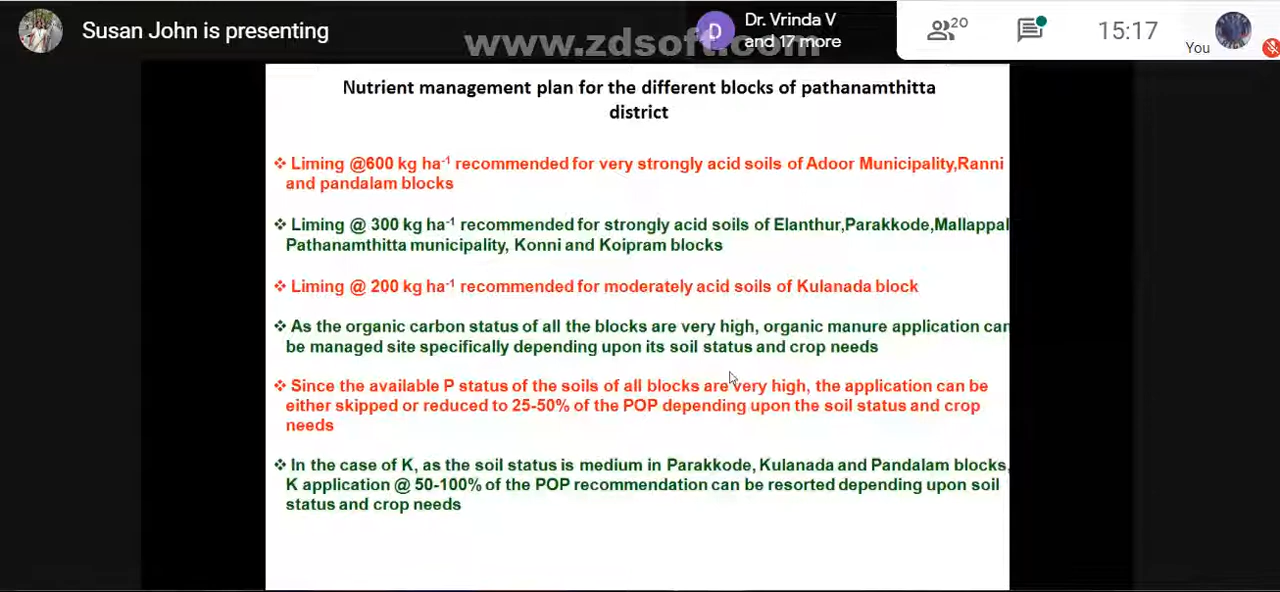 Susan John is presenting
www.zdsoft.com
D
Dr. Vrinda V
and 17 more
20
15:17
You
Nutrient management plan for the different blocks of pathanamthitta
district
❖ Liming @600 kg ha⁻¹ recommended for very strongly acid soils of Adoor Municipality,Ranni
and pandalam blocks
❖ Liming @ 300 kg ha⁻¹ recommended for strongly acid soils of Elanthur,Parakkode,Mallappal
Pathanamthitta municipality, Konni and Koipram blocks
❖ Liming @ 200 kg ha⁻¹ recommended for moderately acid soils of Kulanada block
❖ As the organic carbon status of all the blocks are very high, organic manure application can
be managed site specifically depending upon its soil status and crop needs
❖ Since the available P status of the soils of all blocks are very high, the application can be
either skipped or reduced to 25-50% of the POP depending upon the soil status and crop
needs
❖ In the case of K, as the soil status is medium in Parakkode, Kulanada and Pandalam blocks,
K application @ 50-100% of the POP recommendation can be resorted depending upon soil
status and crop needs